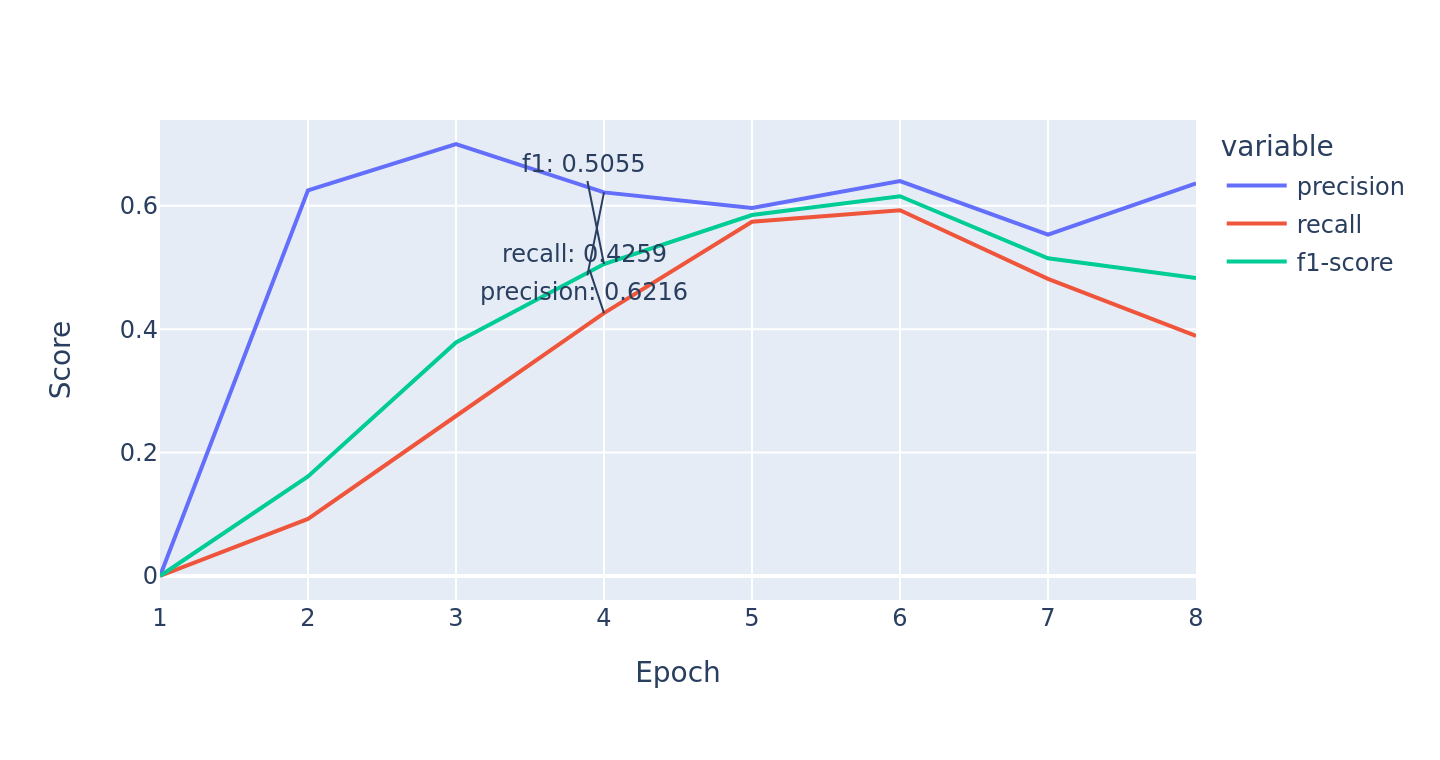 f1: 0.5055
recall: 0.4259
precision: 0.6216
0.6
0.4
0.2
0
Score
1 2 3 4 5 6 7 8
Epoch
variable
precision
recall
f1-score